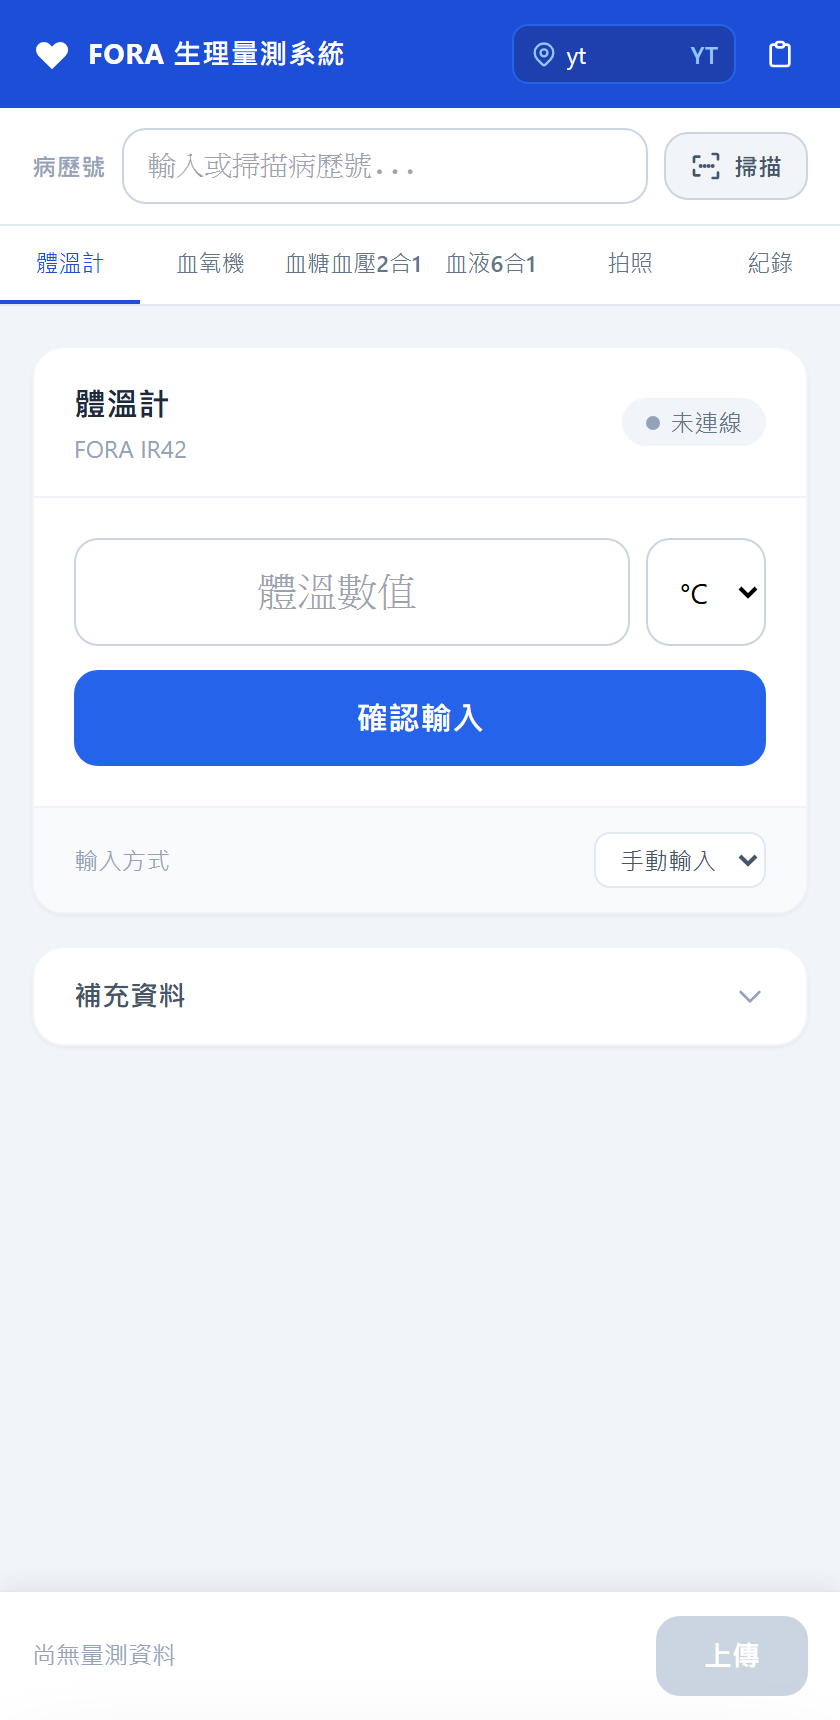 FORA 生理量測系統
yt YT
病歷號 輸入或掃描病歷號... 掃描
體溫計 血氧機 血糖血壓2合1 血液6合1 拍照 紀錄
體溫計
FORA IR42
未連線
體溫數值 °C
確認輸入
輸入方式 手動輸入
補充資料
尚無量測資料 上傳